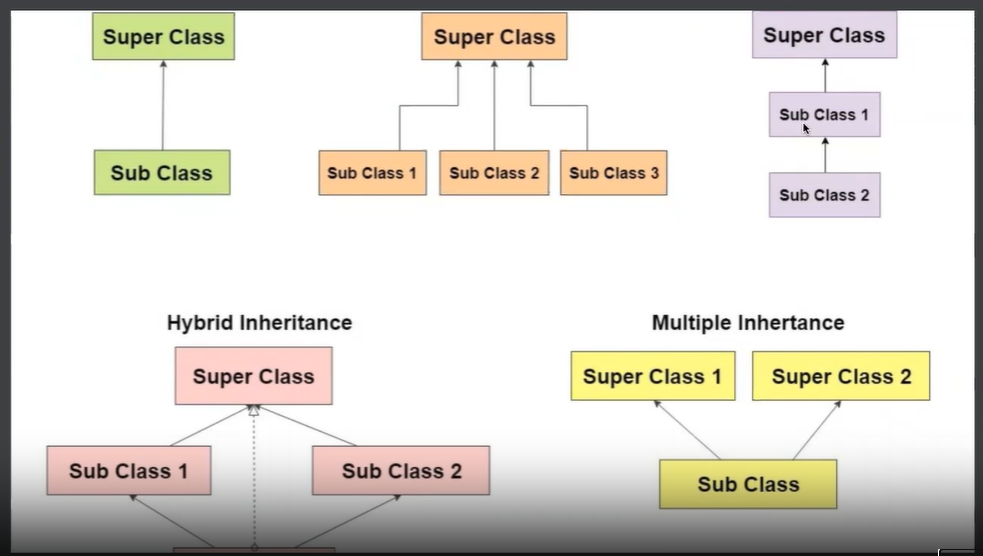 Super Class
Super Class
Super Class
Sub Class 1
Sub Class
Sub Class 1
Sub Class 2
Sub Class 3
Sub Class 2
Hybrid Inheritance
Multiple Inhertance
Super Class
Super Class 1
Super Class 2
Sub Class 1
Sub Class 2
Sub Class